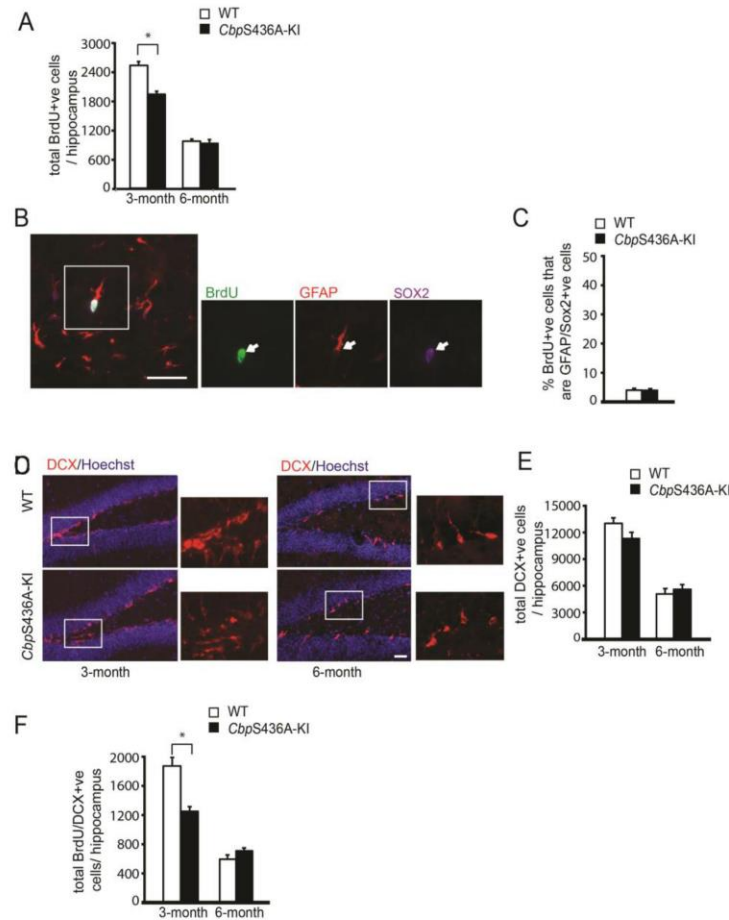 A
WT
CbpS436A-KI
total BrdU+ve cells
/ hippocampus
3000
2400
1800
1200
600
0
*
3-month 6-month
B
BrdU
GFAP
SOX2
C
WT
CbpS436A-KI
% BrdU+ve cells that
are GFAP/Sox2+ve cells
50
40
30
20
10
0
D
DCX/Hoechst
DCX/Hoechst
WT
CbpS436A-KI
3-month
6-month
E
WT
CbpS436A-KI
total DCX+ve cells
/ hippocampus
15000
12000
9000
6000
3000
0
3-month 6-month
F
WT
CbpS436A-KI
total BrdU/DCX+ve
cells/ hippocampus
2000
1600
1200
800
400
0
*
3-month 6-month